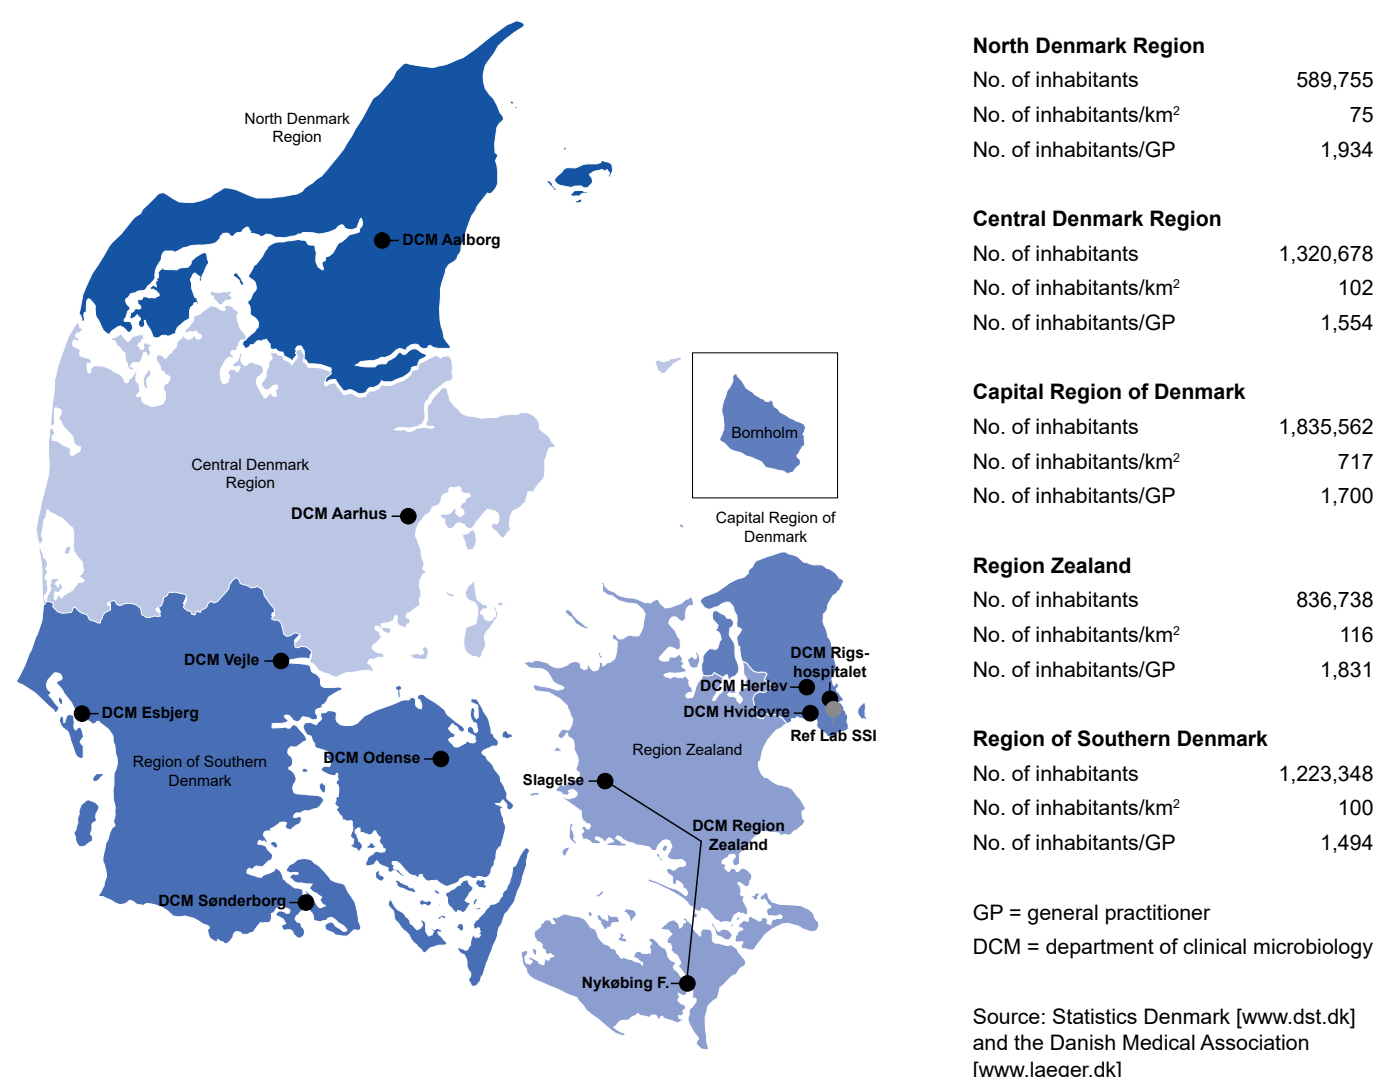 North Denmark
Region
DCM Aalborg
Central Denmark
Region
DCM Aarhus
Bornholm
Capital Region of
Denmark
DCM Vejle
DCM Esbjerg
Region of Southern
Denmark
DCM Odense
DCM Sønderborg
DCM Rigs-
hospitalet
DCM Herlev
DCM Hvidovre
Ref Lab SSI
Region Zealand
Slagelse
DCM Region
Zealand
Nykøbing F.
North Denmark Region
No. of inhabitants 589,755
No. of inhabitants/km² 75
No. of inhabitants/GP 1,934
Central Denmark Region
No. of inhabitants 1,320,678
No. of inhabitants/km² 102
No. of inhabitants/GP 1,554
Capital Region of Denmark
No. of inhabitants 1,835,562
No. of inhabitants/km² 717
No. of inhabitants/GP 1,700
Region Zealand
No. of inhabitants 836,738
No. of inhabitants/km² 116
No. of inhabitants/GP 1,831
Region of Southern Denmark
No. of inhabitants 1,223,348
No. of inhabitants/km² 100
No. of inhabitants/GP 1,494
GP = general practitioner
DCM = department of clinical microbiology
Source: Statistics Denmark [www.dst.dk]
and the Danish Medical Association
[www.laeger.dk]